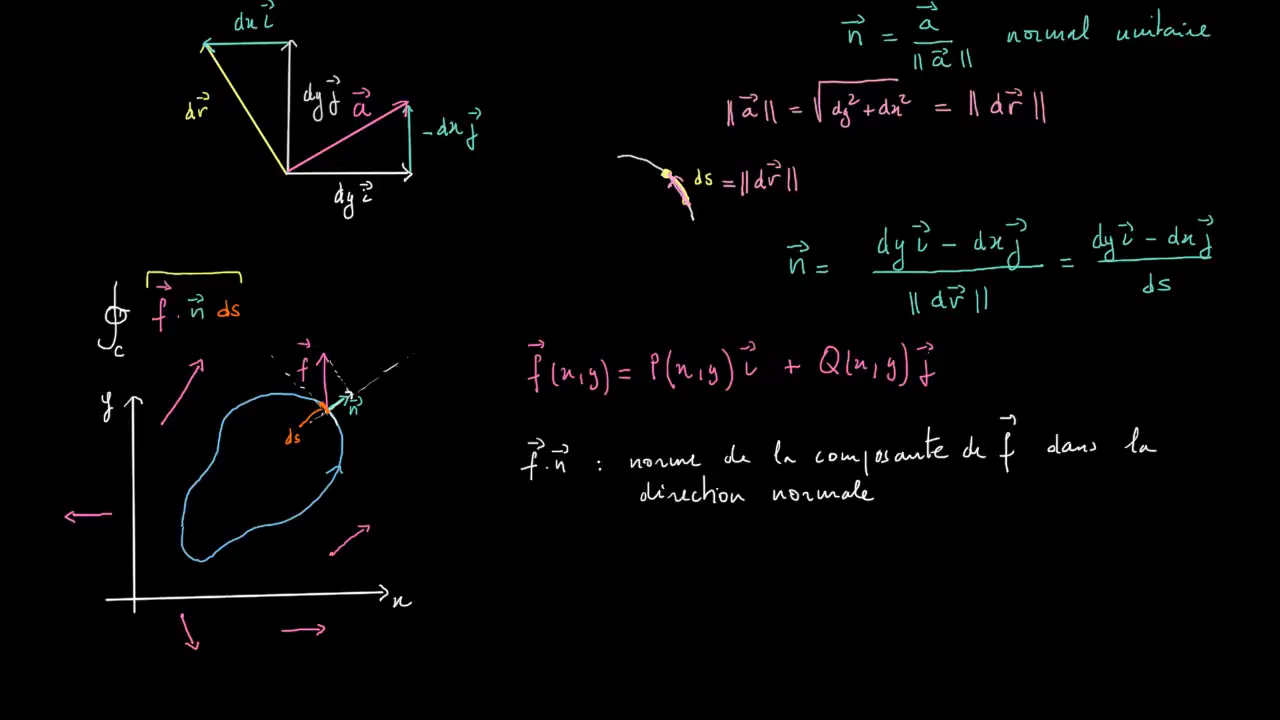 dx i⃗
dr⃗
dy j⃗
a⃗
-dx j⃗
dy i⃗
n⃗ = a⃗ / ||a⃗|| normal unitaire
||a⃗|| = √(dy² + dx²) = ||dr⃗||
ds = ||dr⃗||
n⃗ = (dy i⃗ - dx j⃗) / ||dr⃗|| = (dy i⃗ - dx j⃗) / ds
∮c f⃗ . n⃗ ds
f⃗(x,y) = P(x,y) i⃗ + Q(x,y) j⃗
f⃗
n⃗
ds
y
x
f⃗.n⃗ : norme de la composante de f⃗ dans la
direction normale